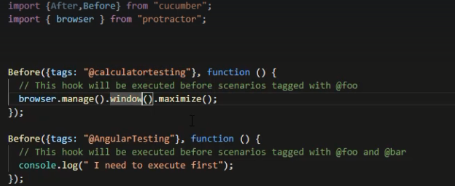 import {After,Before} from "cucumber";
import { browser } from "protractor";
Before({tags: "@calculatortesting"}, function () {
// This hook will be executed before scenarios tagged with @foo
browser.manage().window().maximize();
});
Before({tags: "@AngularTesting"}, function () {
// This hook will be executed before scenarios tagged with @foo and @bar
console.log(" I need to execute first");
});